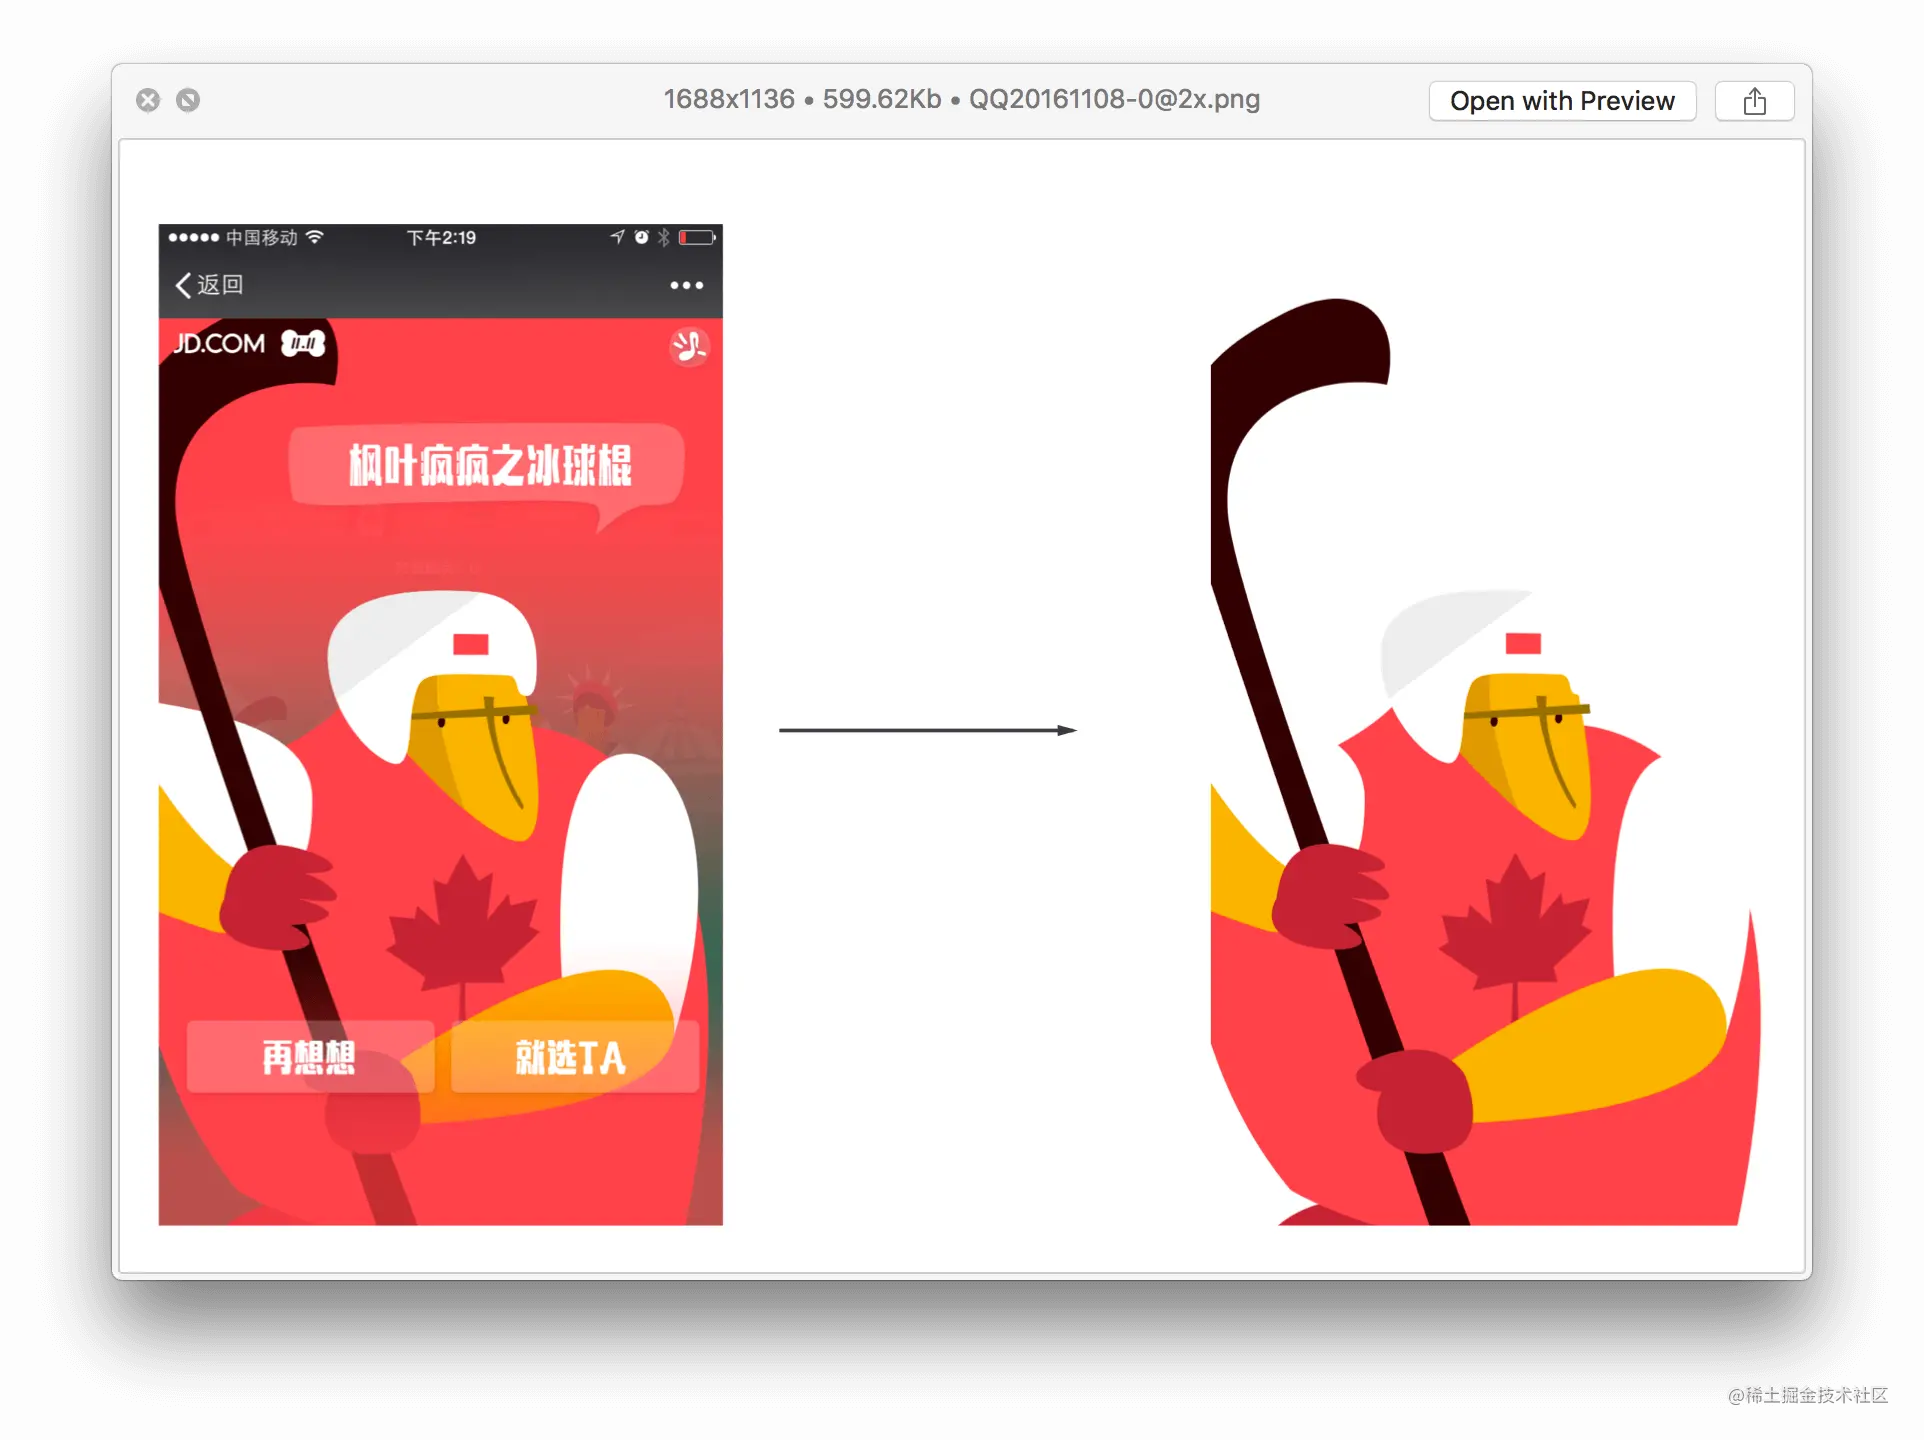 1688x1136 • 599.62Kb • QQ20161108-0@2x.png
Open with Preview
中国移动
下午2:19
返回
JD.COM
11.11
枫叶疯疯之冰球棍
再想想
就选TA
@稀土掘金技术社区